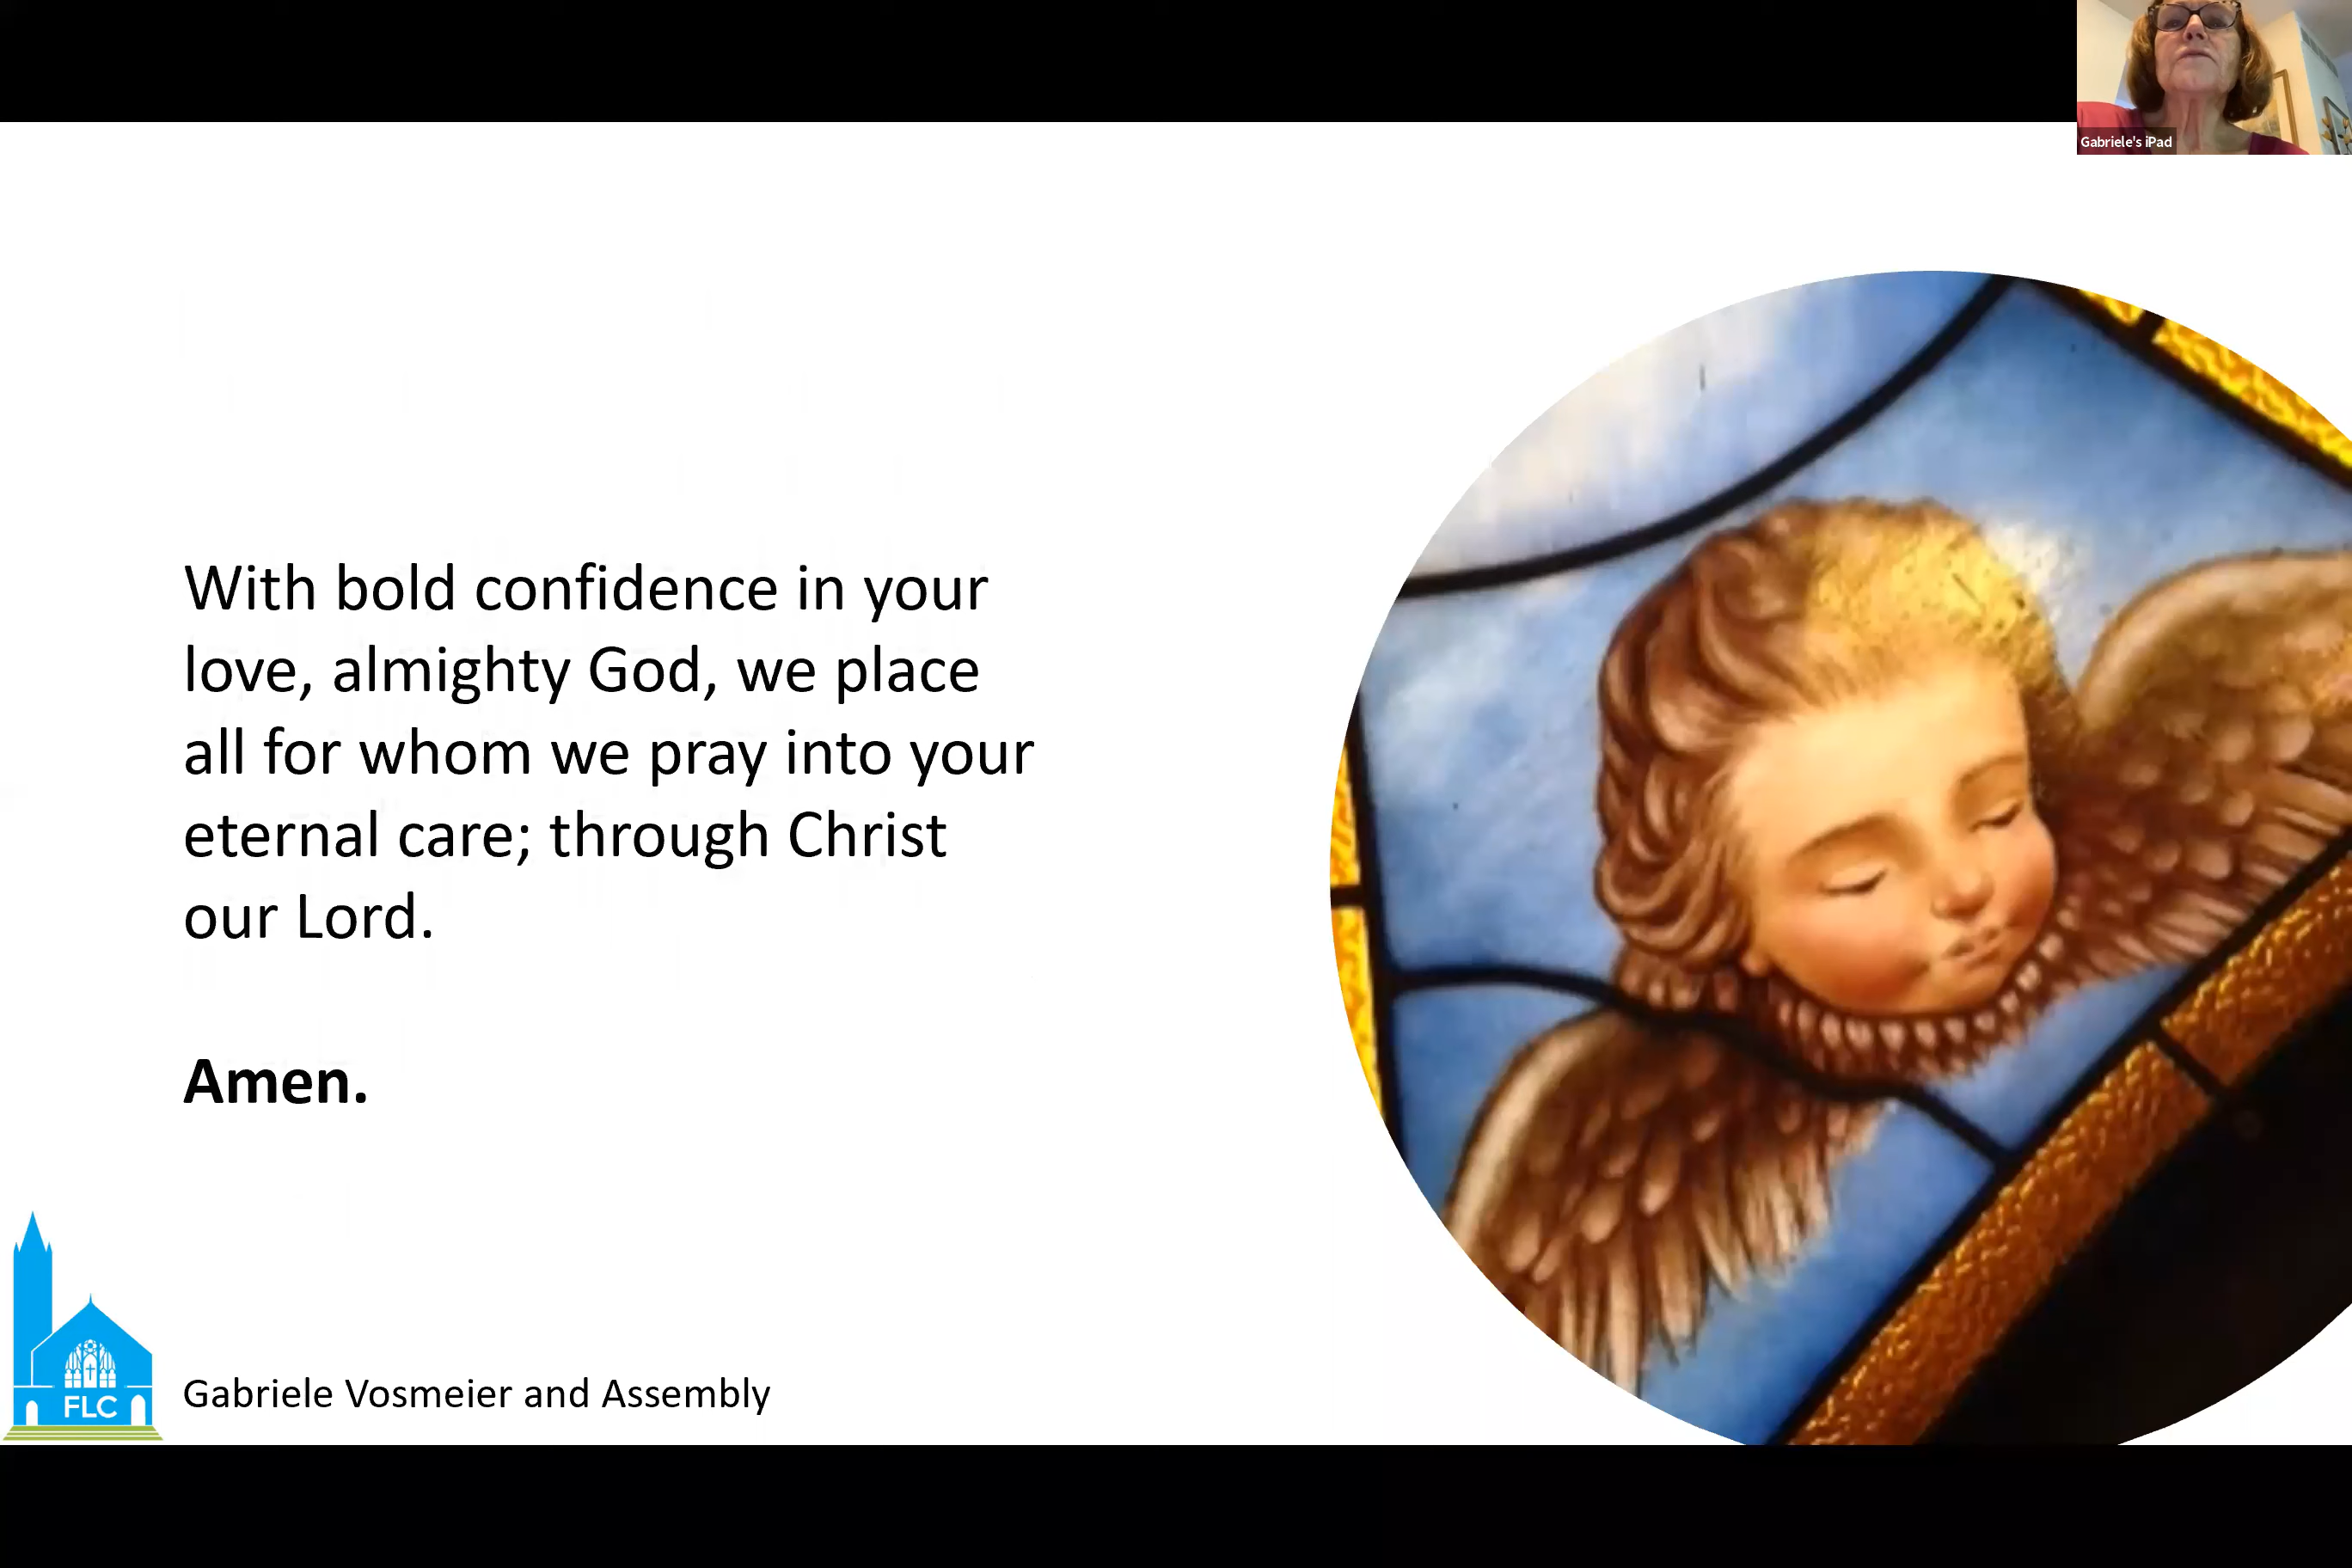 Gabriele's iPad
With bold confidence in your
love, almighty God, we place
all for whom we pray into your
eternal care; through Christ
our Lord.
Amen.
FLC
Gabriele Vosmeier and Assembly